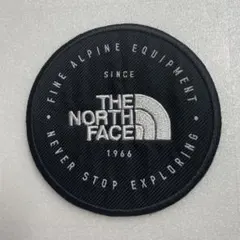 FINE ALPINE EQUIPMENT
SINCE
THE
NORTH
FACE
1966
NEVER STOP EXPLORING